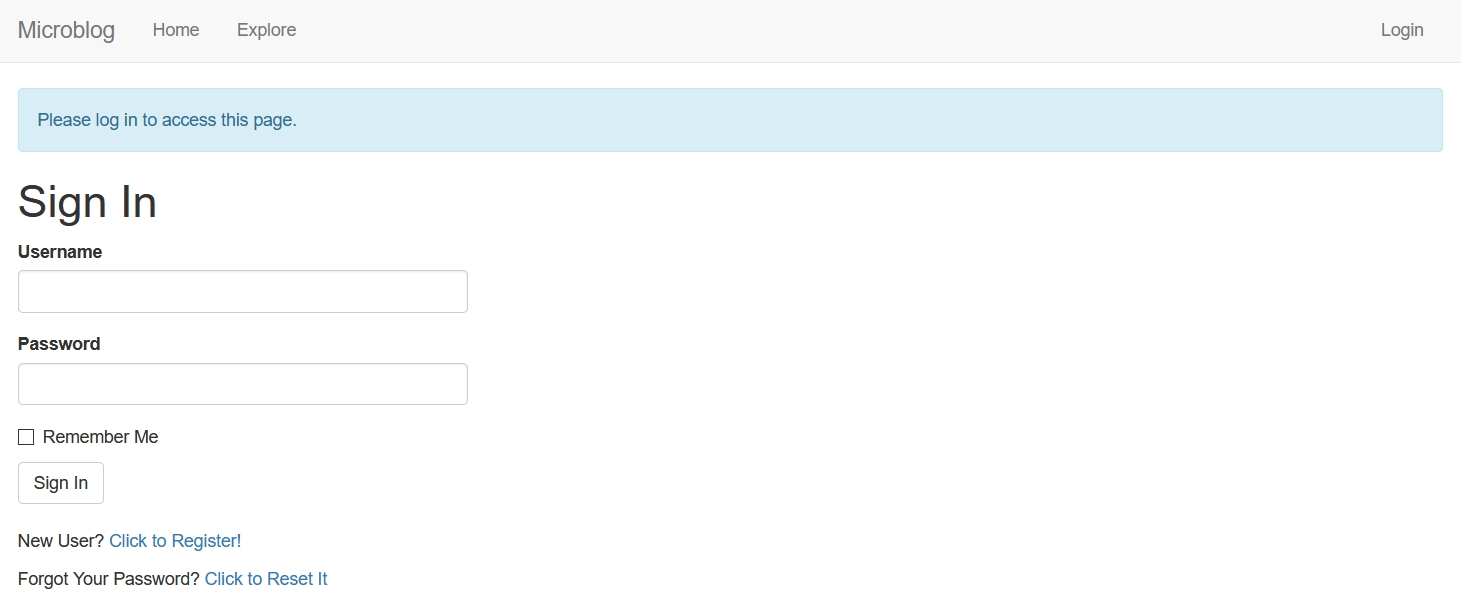 Microblog Home Explore Login
Please log in to access this page.
Sign In
Username
Password
Remember Me
Sign In
New User? Click to Register!
Forgot Your Password? Click to Reset It